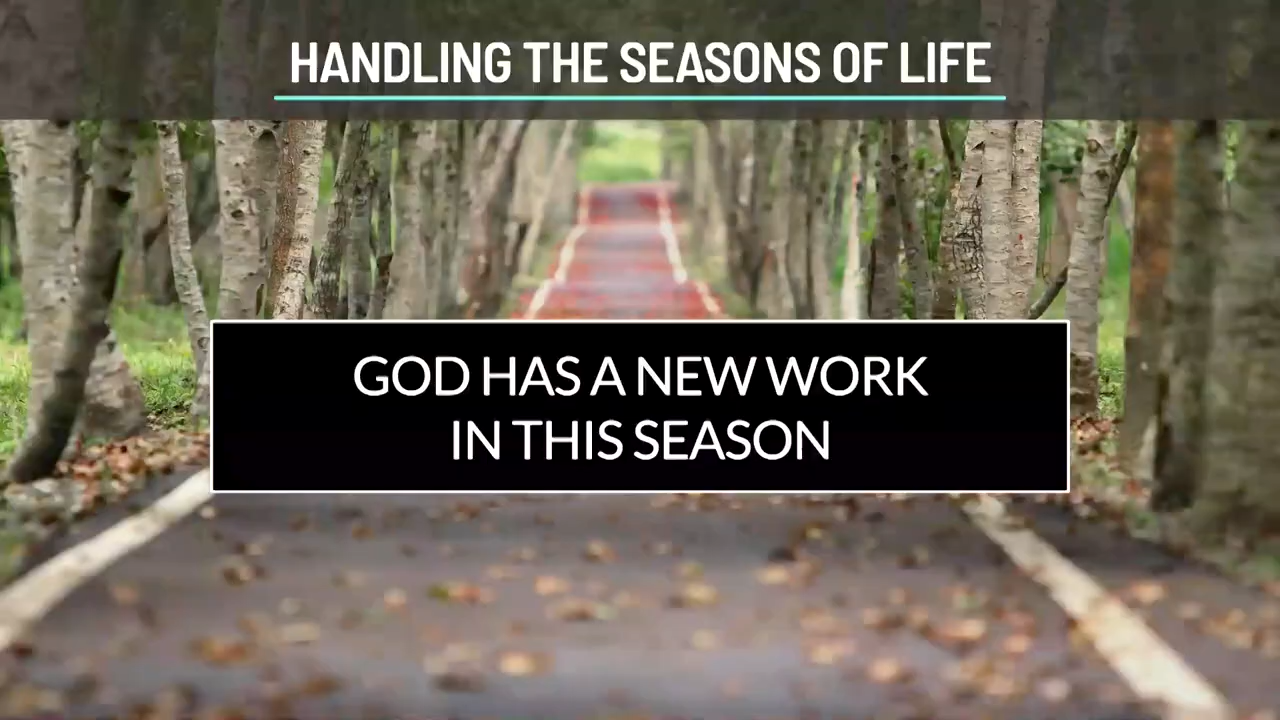 HANDLING THE SEASONS OF LIFE
GOD HAS A NEW WORK
IN THIS SEASON